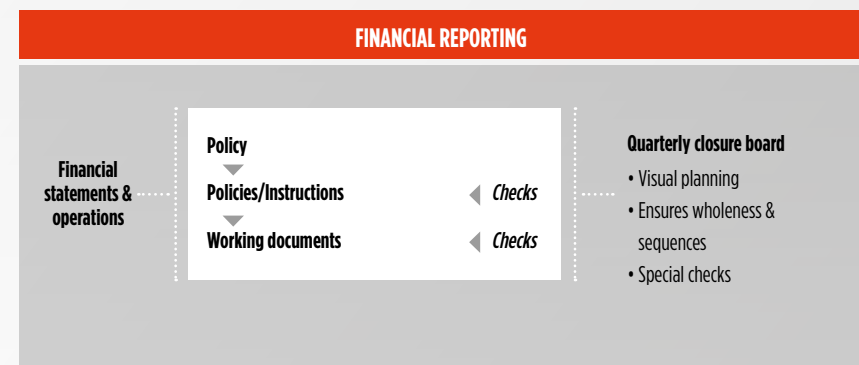 FINANCIAL REPORTING
Financial
statements &
operations
Policy
Policies/Instructions
Checks
Working documents
Checks
Quarterly closure board
• Visual planning
• Ensures wholeness &
sequences
• Special checks